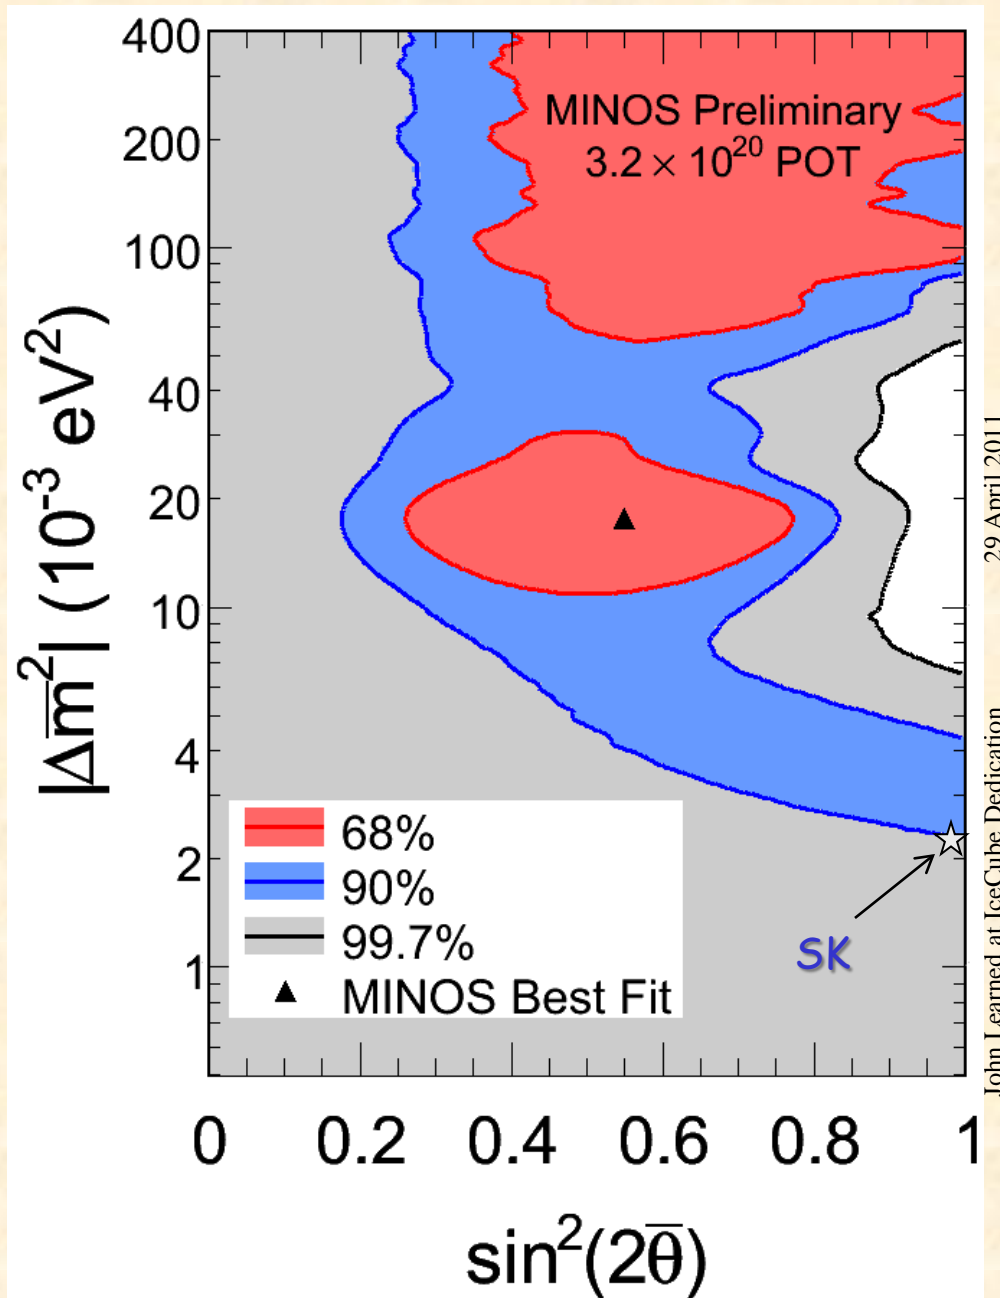 400
200
100
40
20
10
4
2
1
|Δm̅²| (10⁻³ eV²)
MINOS Preliminary
3.2 × 10²⁰ POT
68%
90%
99.7%
MINOS Best Fit
SK
0 0.2 0.4 0.6 0.8 1
sin²(2θ̅)
John Learned at IceCube Dedication 29 April 2011